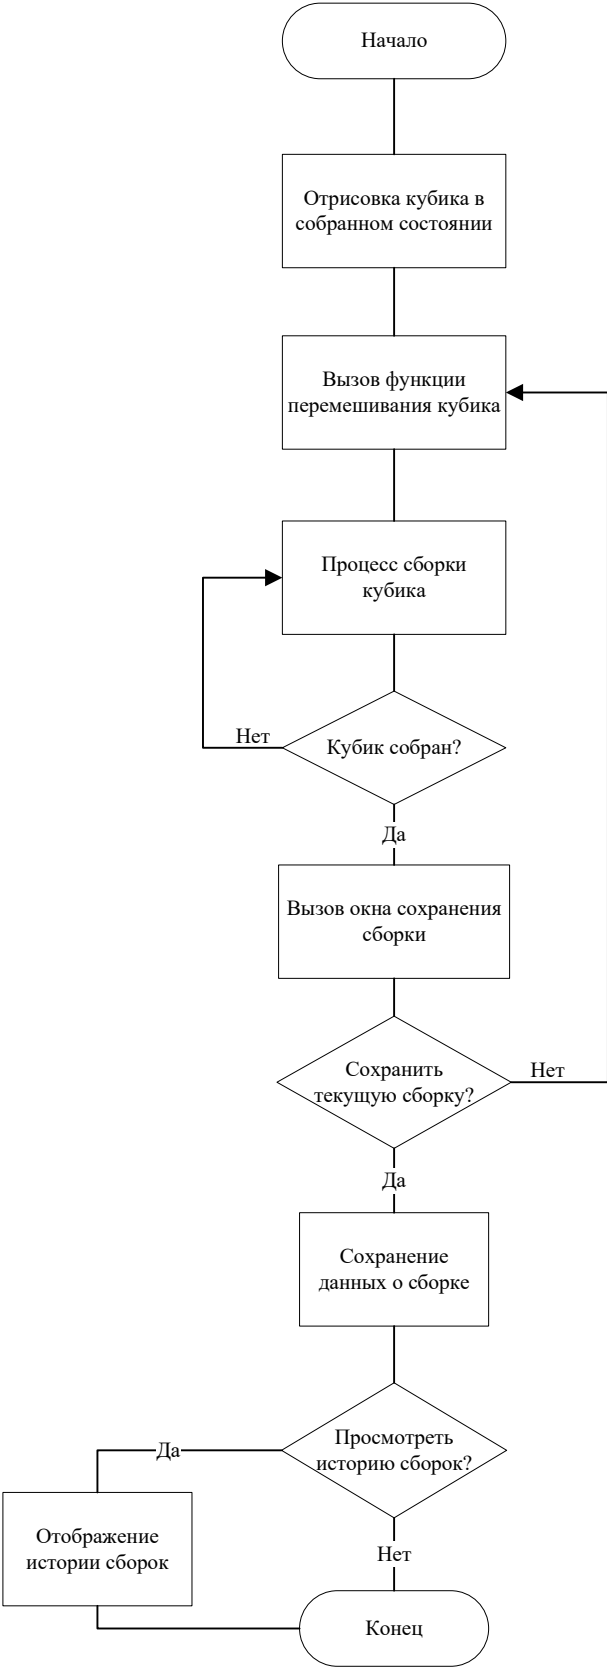 Начало
Отрисовка кубика в
собранном состоянии
Вызов функции
перемешивания кубика
Процесс сборки
кубика
Нет
Кубик собран?
Да
Вызов окна сохранения
сборки
Сохранить
текущую сборку?
Нет
Да
Сохранение
данных о сборке
Просмотреть
историю сборок?
Да
Отображение
истории сборок
Нет
Конец